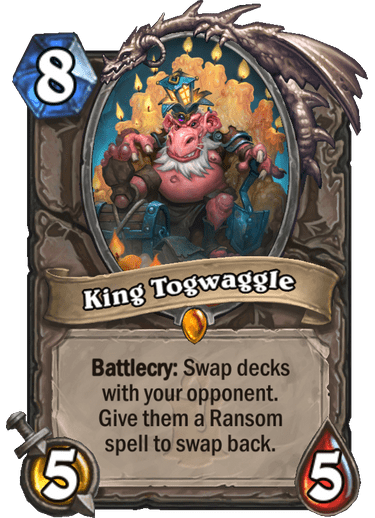 8
King Togwaggle
Battlecry: Swap decks
with your opponent.
Give them a Ransom
spell to swap back.
5 5